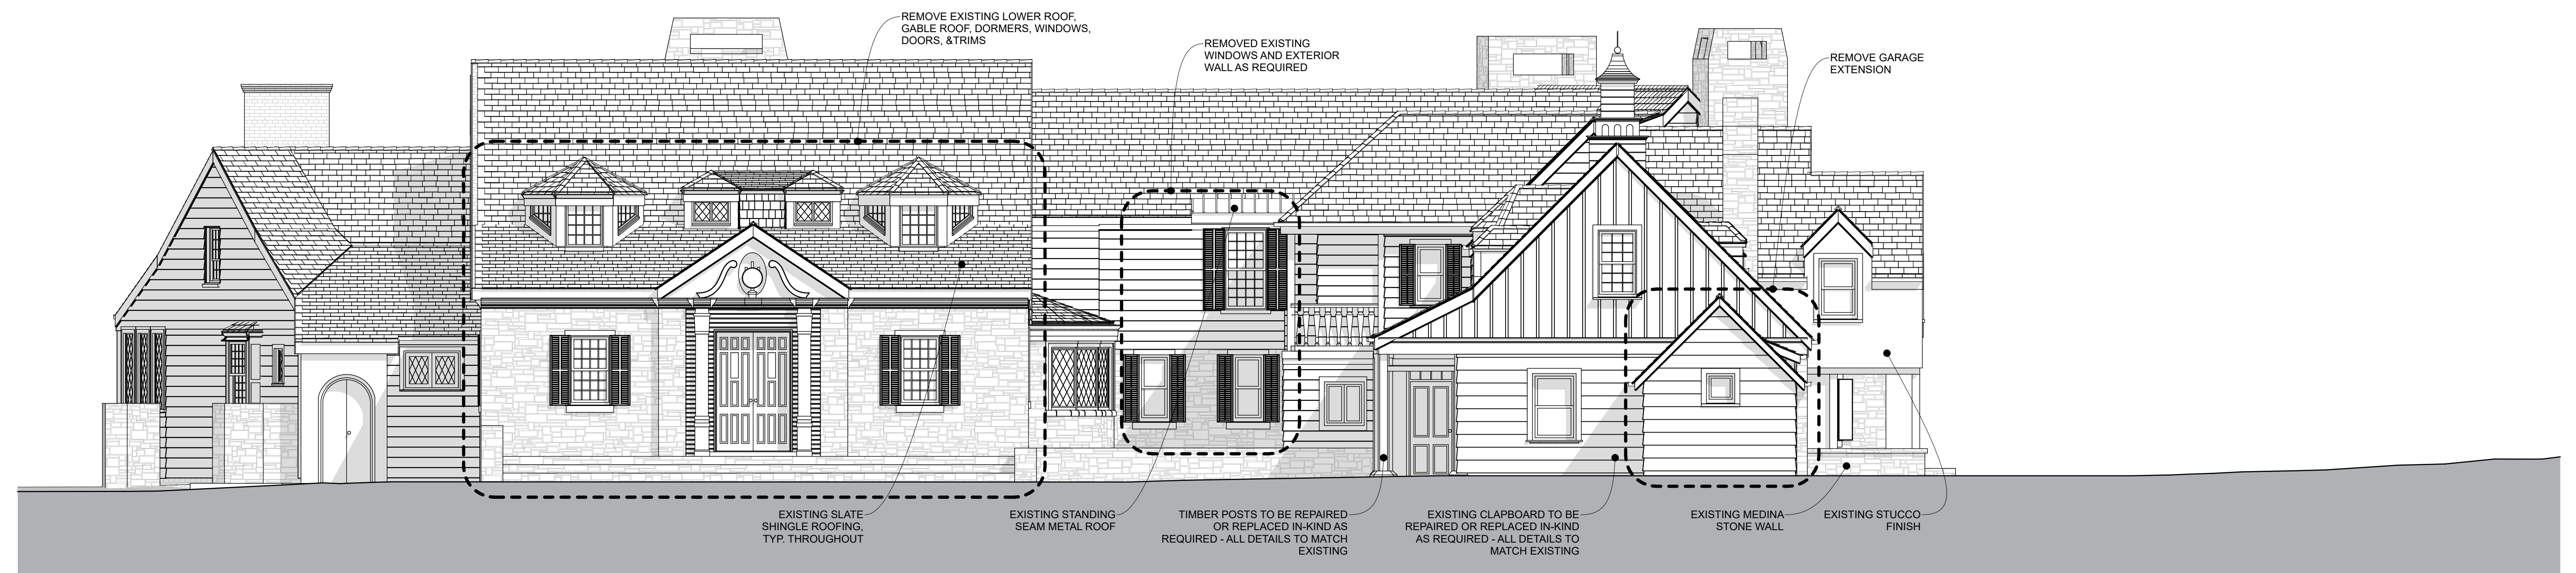 REMOVE EXISTING LOWER ROOF,
GABLE ROOF, DORMERS, WINDOWS,
DOORS, &TRIMS
REMOVED EXISTING
WINDOWS AND EXTERIOR
WALL AS REQUIRED
REMOVE GARAGE
EXTENSION
EXISTING SLATE
SHINGLE ROOFING,
TYP. THROUGHOUT
EXISTING STANDING
SEAM METAL ROOF
TIMBER POSTS TO BE REPAIRED
OR REPLACED IN-KIND AS
REQUIRED - ALL DETAILS TO MATCH
EXISTING
EXISTING CLAPBOARD TO BE
REPAIRED OR REPLACED IN-KIND
AS REQUIRED - ALL DETAILS TO
MATCH EXISTING
EXISTING MEDINA
STONE WALL
EXISTING STUCCO
FINISH